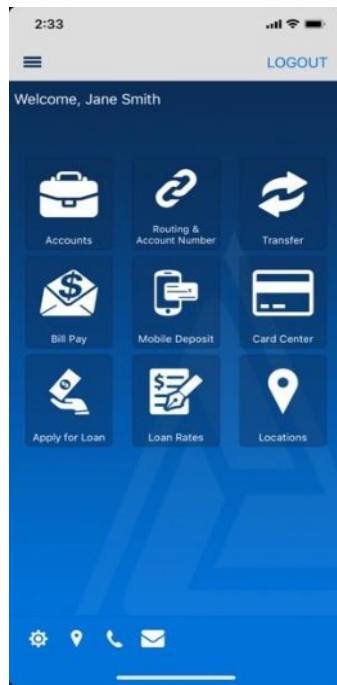 2:33
LOGOUT
Welcome, Jane Smith
Accounts
Routing &
Account Number
Transfer
Bill Pay
Mobile Deposit
Card Center
Apply for Loan
Loan Rates
Locations